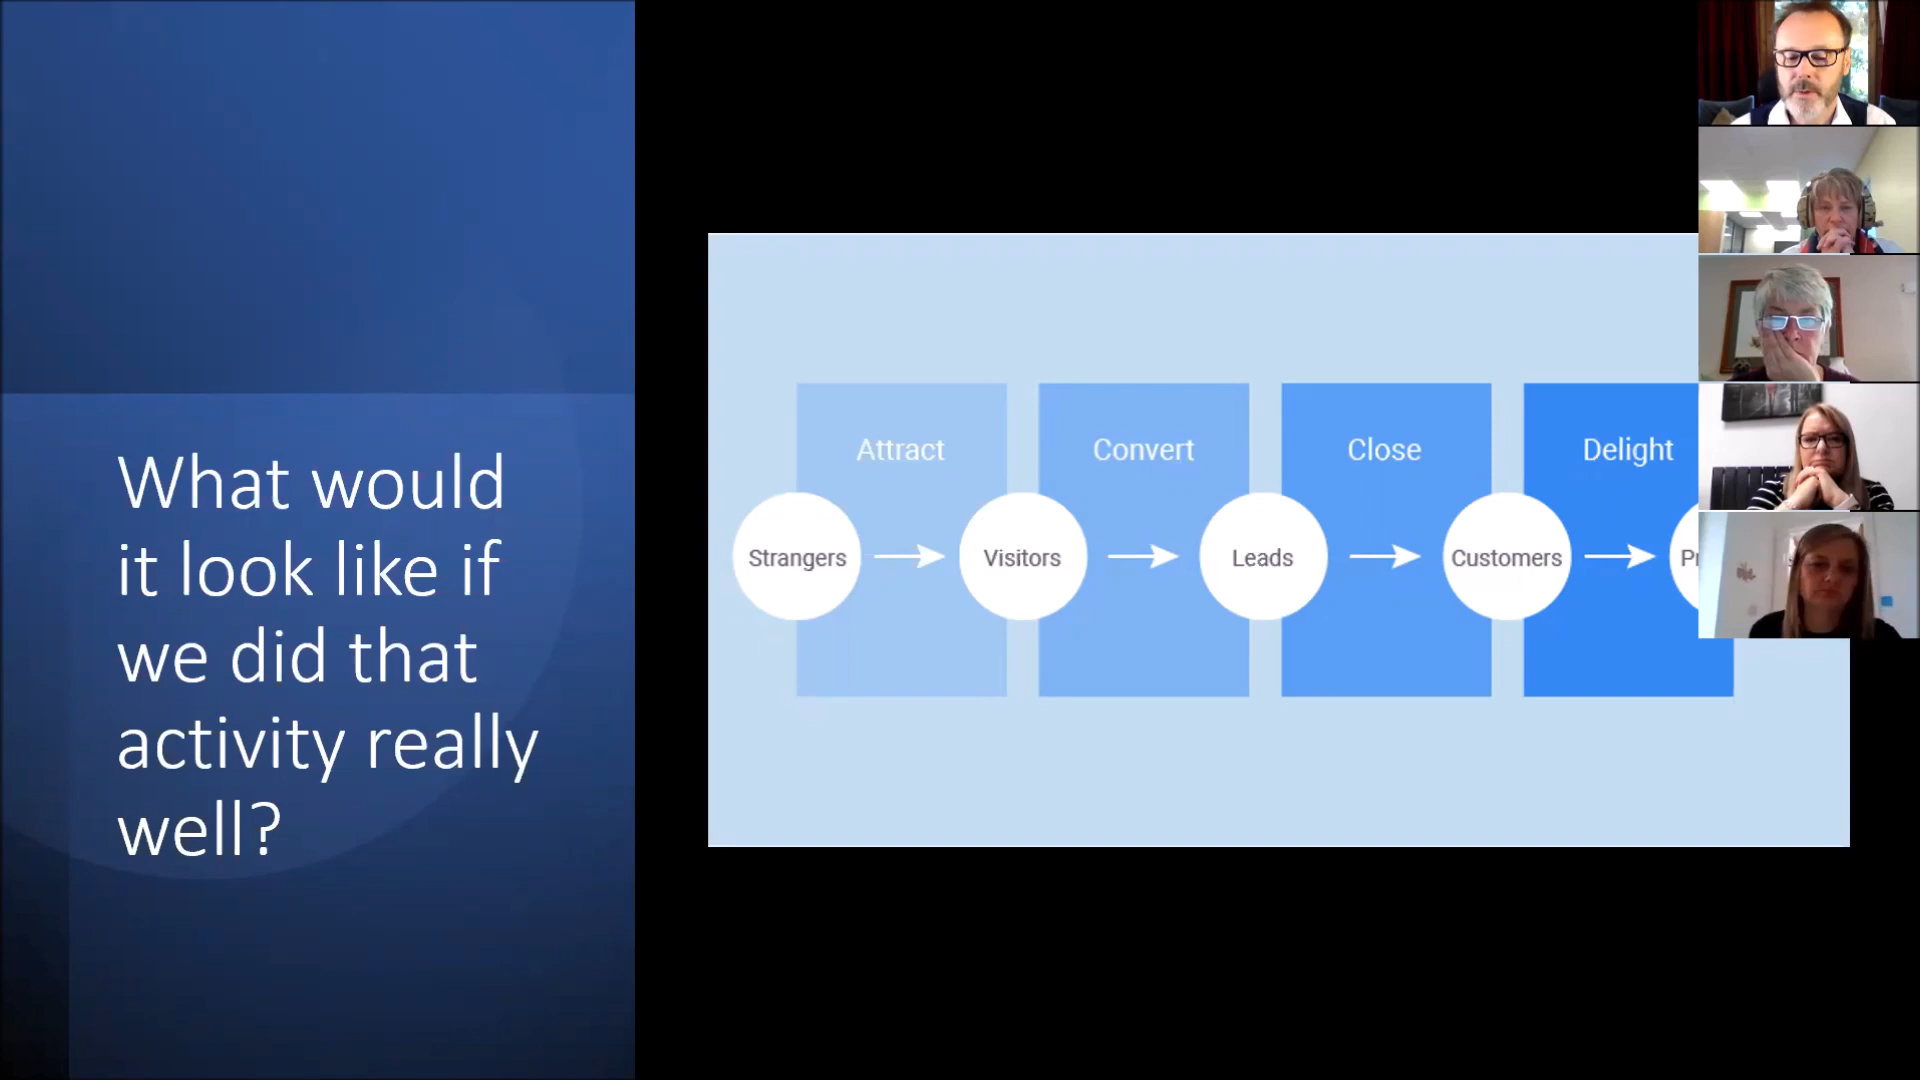 What would
it look like if
we did that
activity really
well?
Attract
Convert
Close
Delight
Strangers
Visitors
Leads
Customers